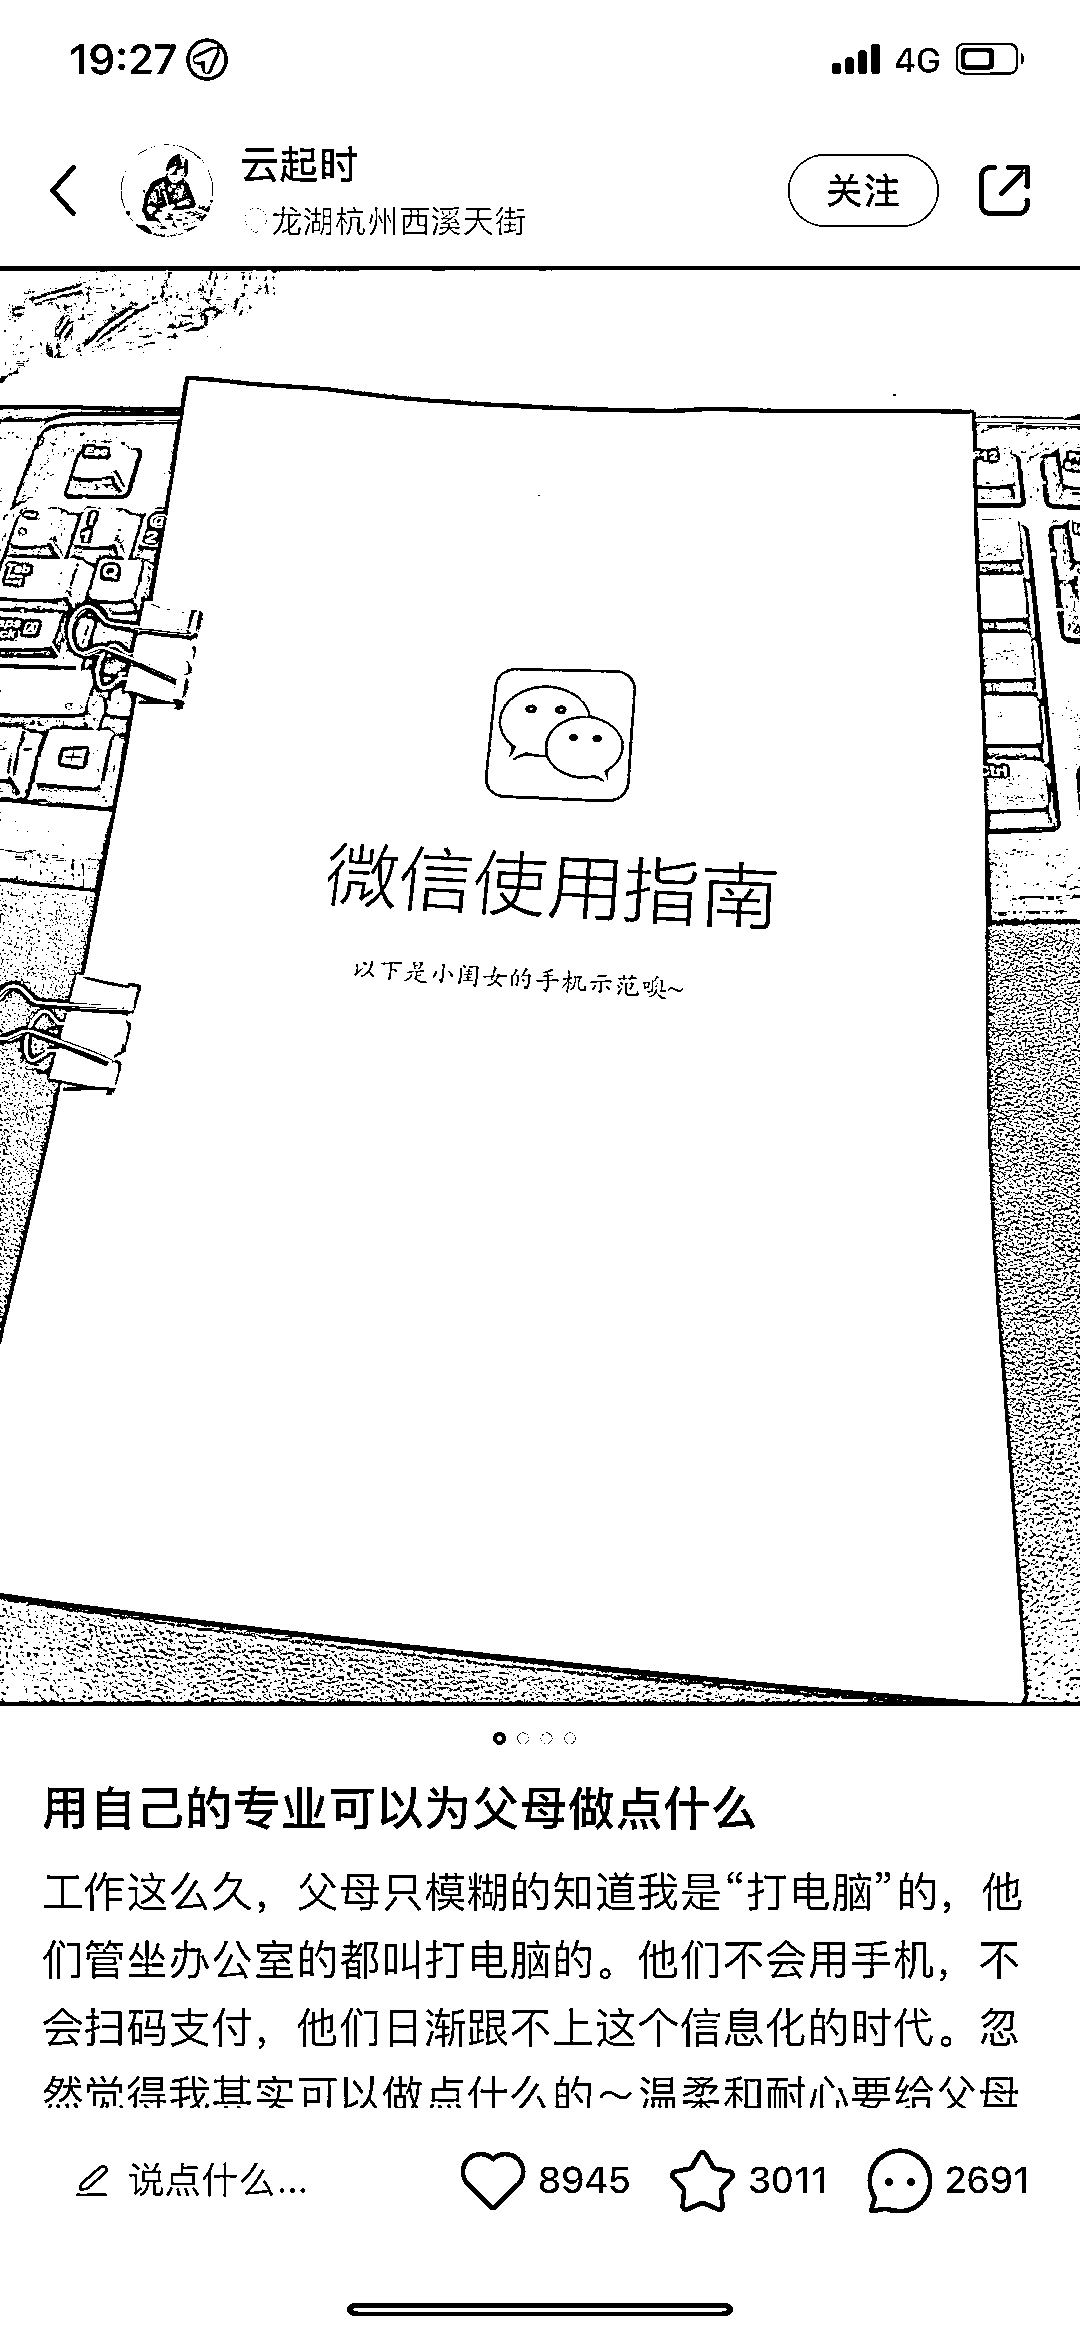 19:27
4G
云起时
龙湖杭州西溪天街
关注
微信使用指南
以下是小闺女的手机示范噢~
用自己的专业可以为父母做点什么
工作这么久，父母只模糊的知道我是“打电脑”的，他
们管坐办公室的都叫打电脑的。他们不会用手机，不
会扫码支付，他们日渐跟不上这个信息化的时代。忽
然觉得我其实可以做点什么的～温柔和耐心要给父母
说点什么...
8945
3011
2691